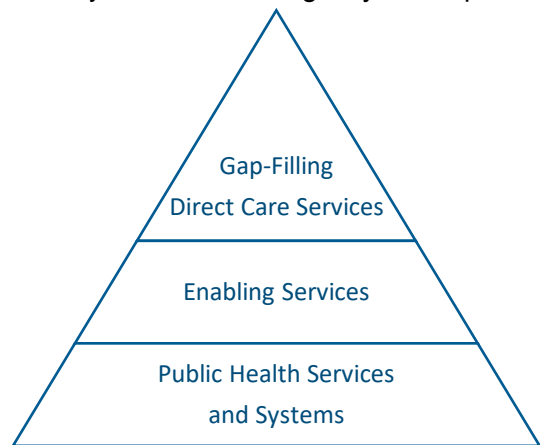 Gap-Filling
Direct Care Services
Enabling Services
Public Health Services
and Systems